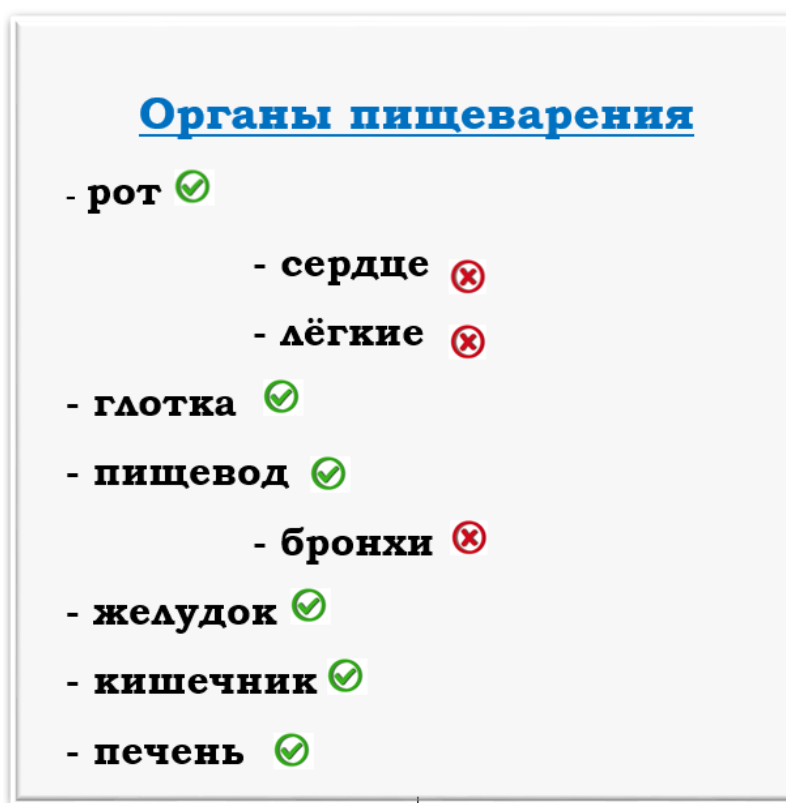 Органы пищеварения
- рот
- сердце
- лёгкие
- глотка
- пищевод
- бронхи
- желудок
- кишечник
- печень